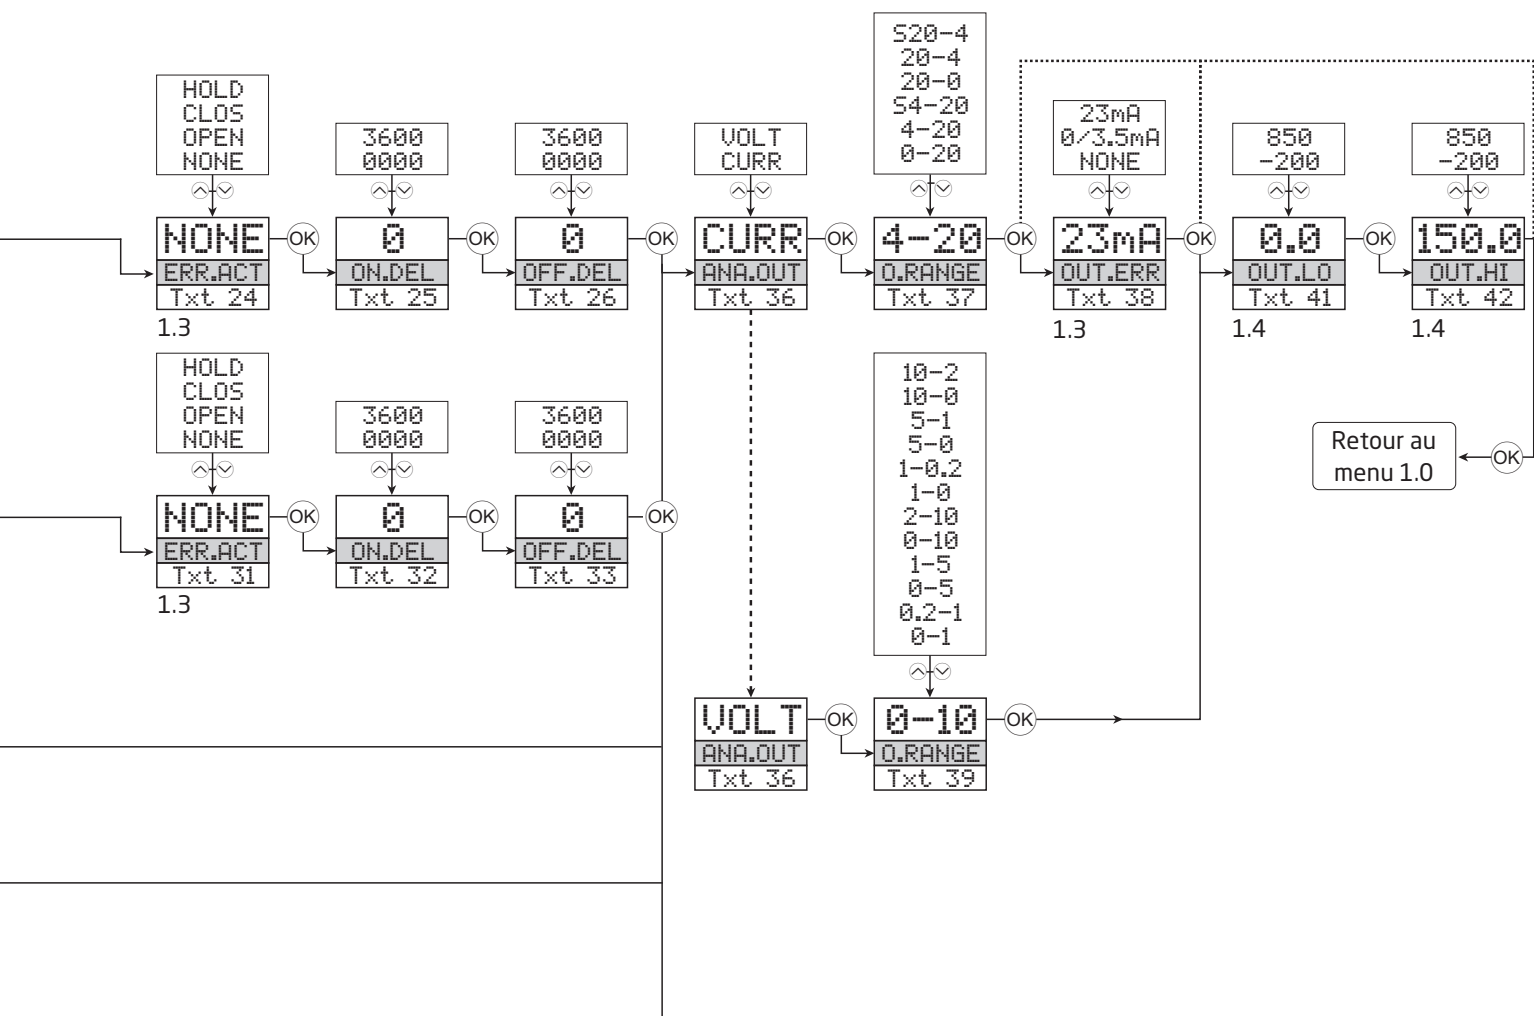 HOLD
CLOS
OPEN
NONE
NONE
ERR.ACT
Txt 24
1.3
OK
3600
0000
0
ON.DEL
Txt 25
OK
3600
0000
0
OFF.DEL
Txt 26
OK
VOLT
CURR
CURR
ANA.OUT
Txt 36
OK
S20-4
20-4
20-0
S4-20
4-20
0-20
4-20
O.RANGE
Txt 37
OK
23mA
0/3.5mA
NONE
23mA
OUT.ERR
Txt 38
1.3
OK
850
-200
0.0
OUT.LO
Txt 41
1.4
OK
850
-200
150.0
OUT.HI
Txt 42
1.4
HOLD
CLOS
OPEN
NONE
NONE
ERR.ACT
Txt 31
1.3
OK
3600
0000
0
ON.DEL
Txt 32
OK
3600
0000
0
OFF.DEL
Txt 33
OK
10-2
10-0
5-1
5-0
1-0.2
1-0
2-10
0-10
1-5
0-5
0.2-1
0-1
Retour au
menu 1.0
OK
VOLT
ANA.OUT
Txt 36
OK
0-10
O.RANGE
Txt 39
OK